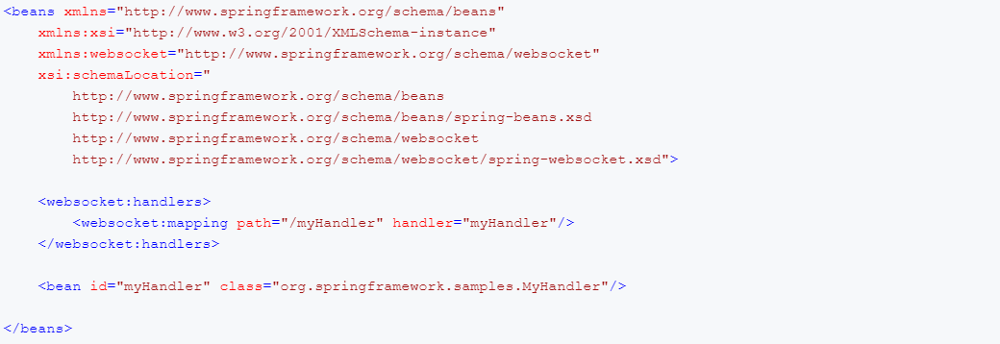 <beans xmlns="http://www.springframework.org/schema/beans"
    xmlns:xsi="http://www.w3.org/2001/XMLSchema-instance"
    xmlns:websocket="http://www.springframework.org/schema/websocket"
    xsi:schemaLocation="
        http://www.springframework.org/schema/beans
        http://www.springframework.org/schema/beans/spring-beans.xsd
        http://www.springframework.org/schema/websocket
        http://www.springframework.org/schema/websocket/spring-websocket.xsd">

    <websocket:handlers>
        <websocket:mapping path="/myHandler" handler="myHandler"/>
    </websocket:handlers>

    <bean id="myHandler" class="org.springframework.samples.MyHandler"/>

</beans>